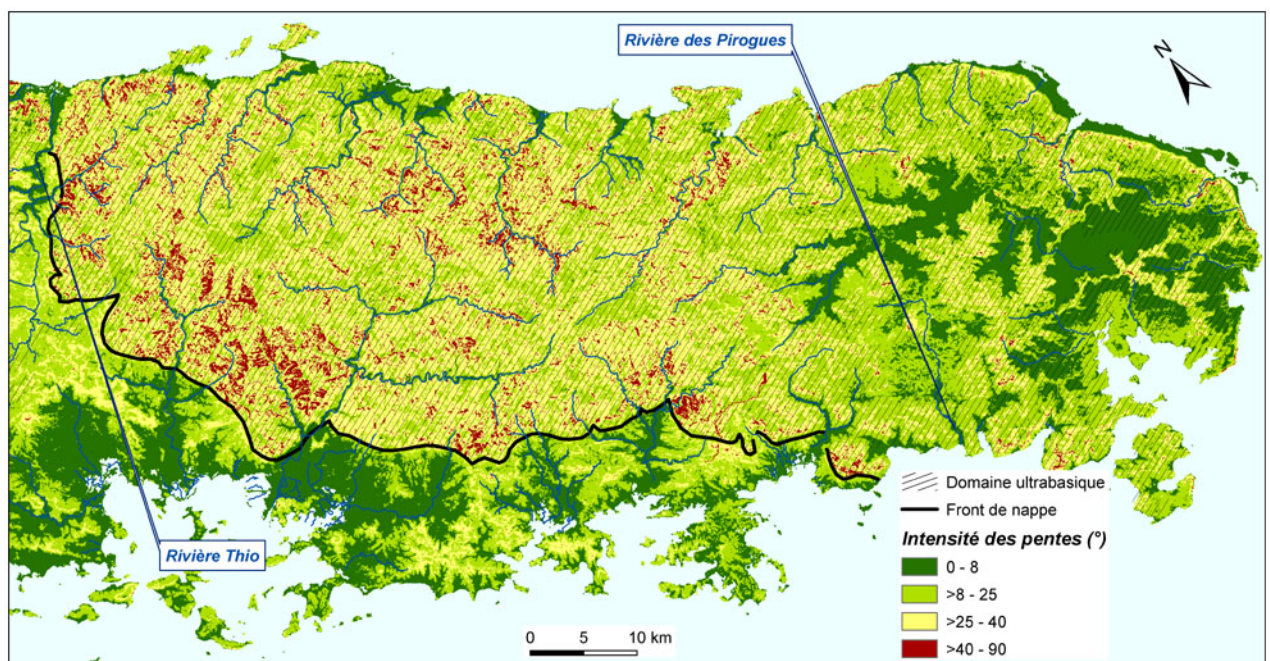 Rivière des Pirogues
N
Rivière Thio
0 5 10 km
Domaine ultrabasique
Front de nappe
Intensité des pentes (°)
0 - 8
>8 - 25
>25 - 40
>40 - 90